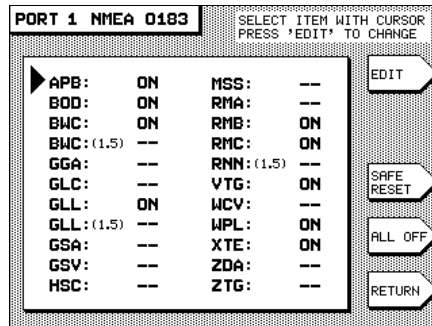 PORT 1 NMEA 0183
SELECT ITEM WITH CURSOR
PRESS 'EDIT' TO CHANGE
APB: ON MSS: --
BOD: ON RMA: --
BWC: ON RMB: ON
BWC:(1.5) -- RMC: ON
GGA: -- RNN:(1.5) --
GLC: -- VTG: ON
GLL: ON WCV: --
GLL:(1.5) -- WPL: ON
GSA: -- XTE: ON
GSV: -- ZDA: --
HSC: -- ZTG: --
EDIT
SAFE
RESET
ALL OFF
RETURN